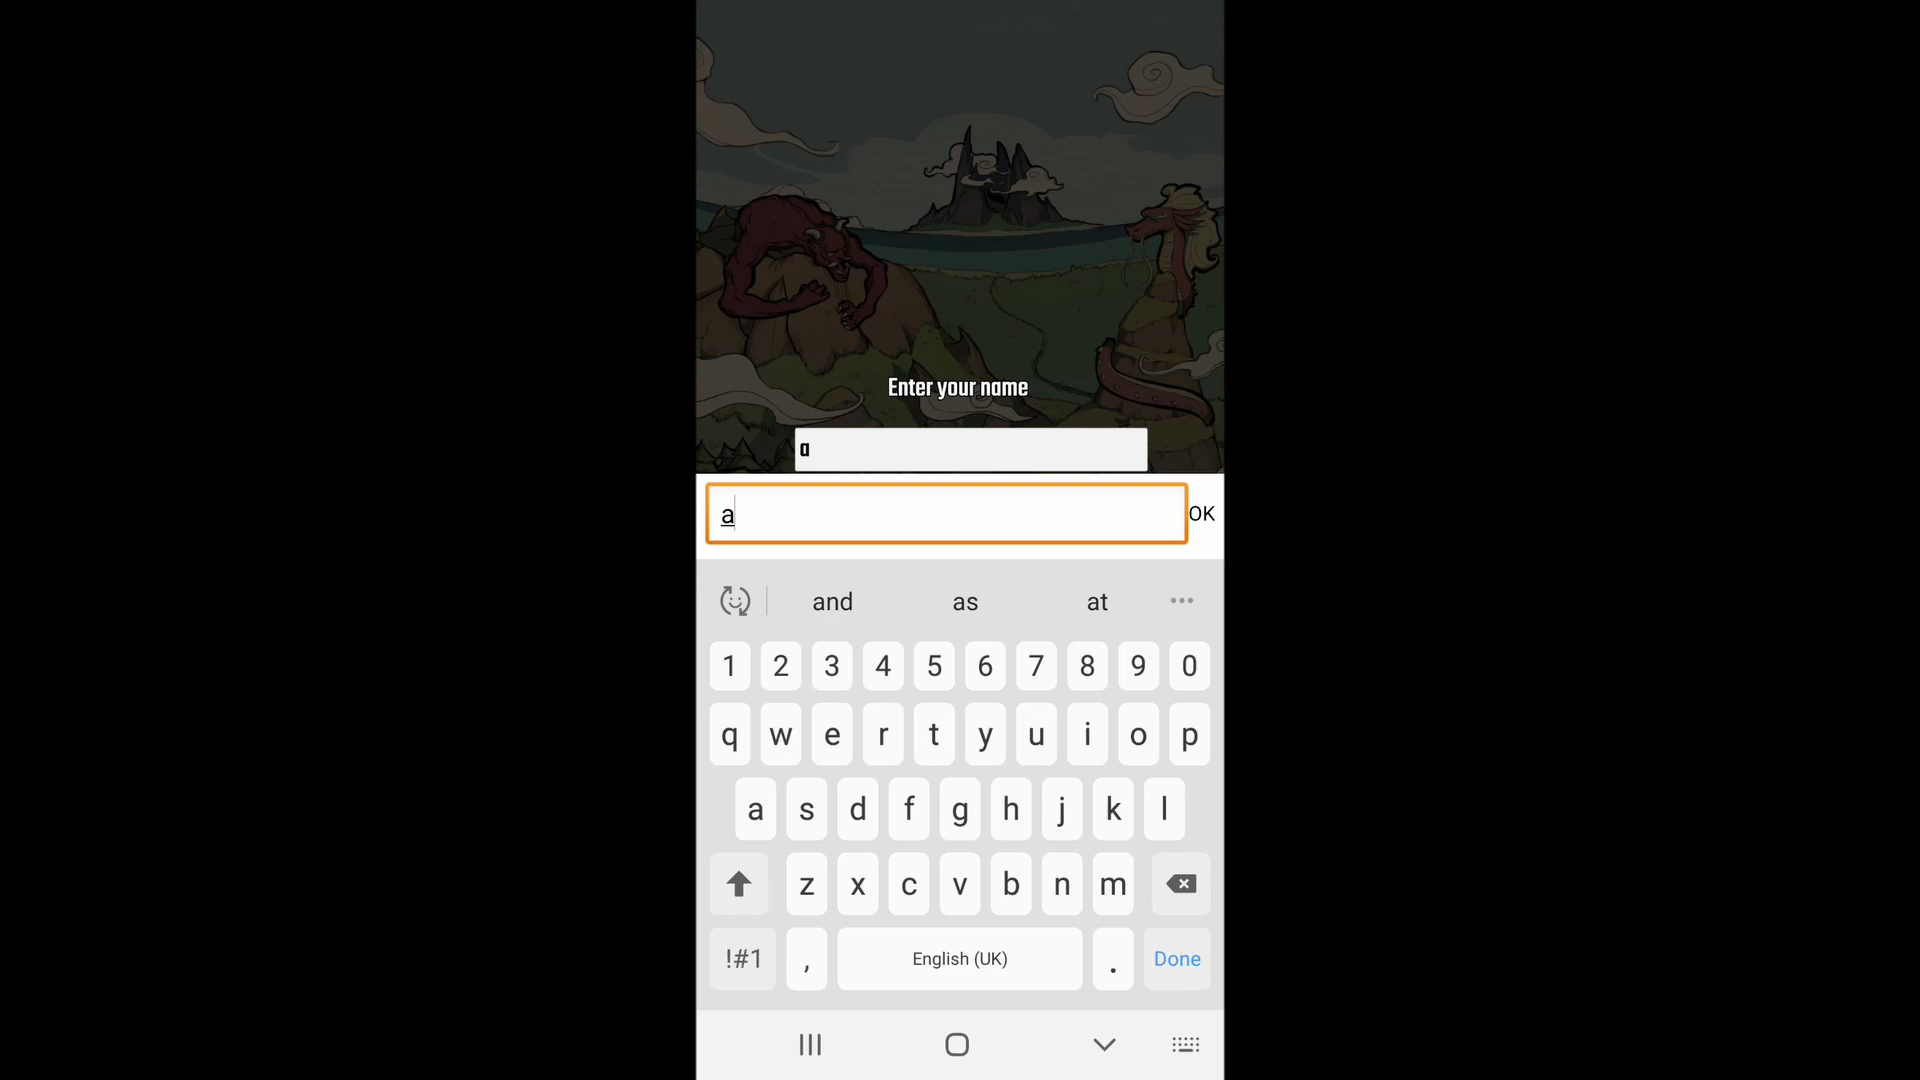 Enter your name
a
a OK
and as at •••
1 2 3 4 5 6 7 8 9 0
q w e r t y u i o p
a s d f g h j k l
z x c v b n m
!#1 , English (UK) . Done